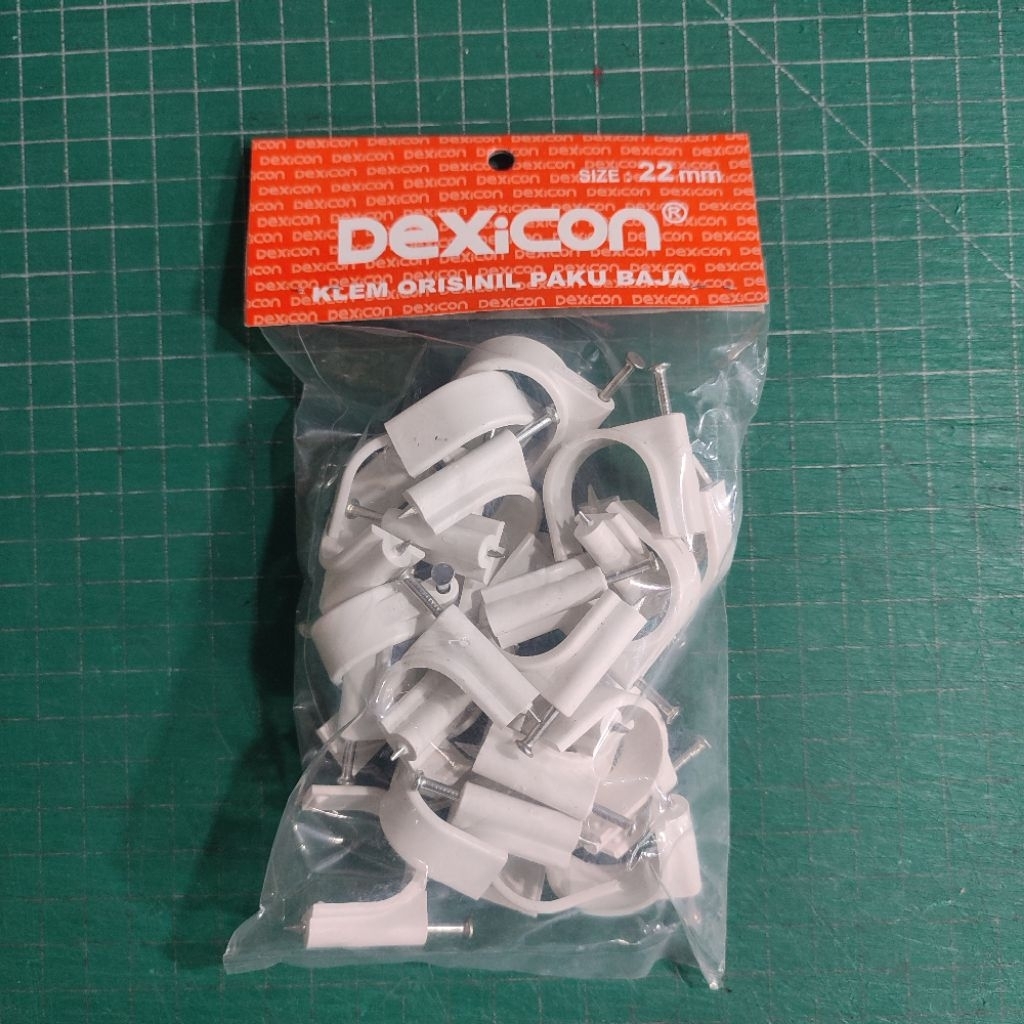 SIZE : 22 mm
Dexicon®
KLEM ORISINIL PAKU BAJA